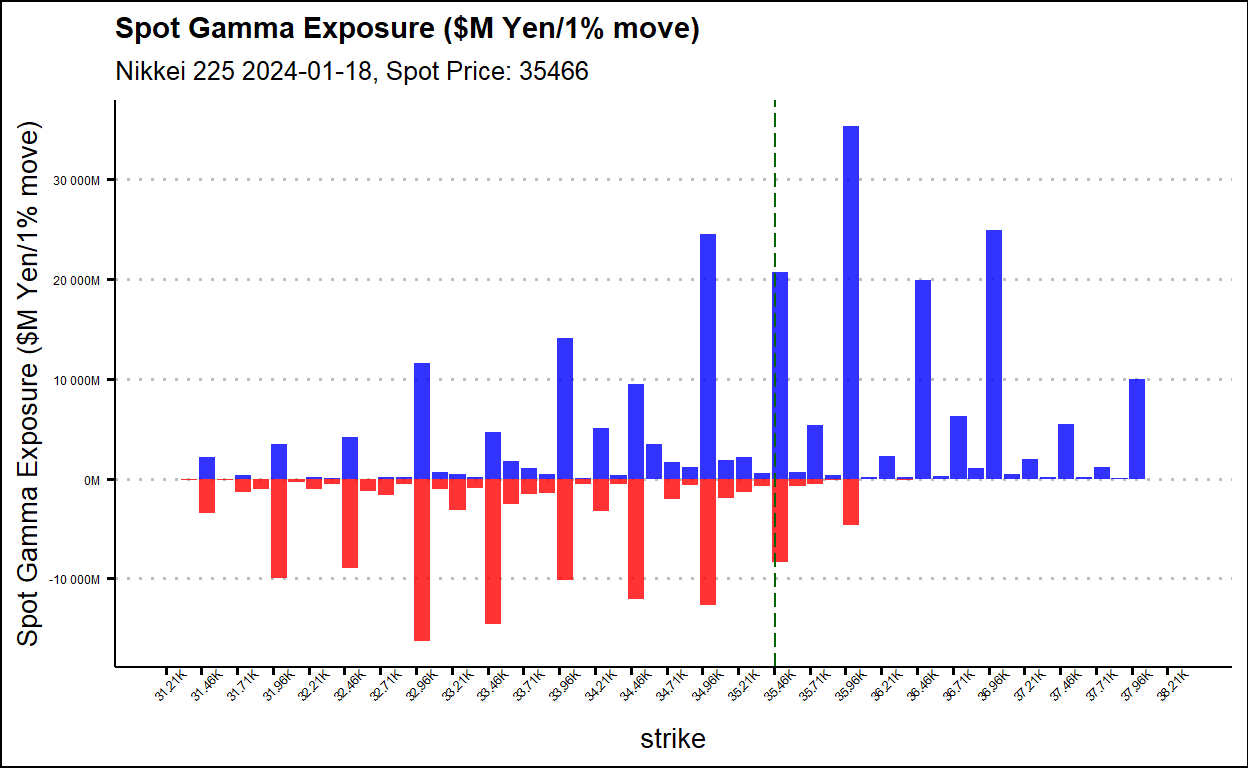 Spot Gamma Exposure ($M Yen/1% move)
Nikkei 225 2024-01-18, Spot Price: 35466
Spot Gamma Exposure ($M Yen/1% move)
30 000M
20 000M
10 000M
0M
-10 000M
31.21K 31.46K 31.71K 31.96K 32.21K 32.46K 32.71K 32.96K 33.21K 33.46K 33.71K 33.96K 34.21K 34.46K 34.71K 34.96K 35.21K 35.46K 35.71K 35.96K 36.21K 36.46K 36.71K 36.96K 37.21K 37.46K 37.71K 37.96K 38.21K
strike